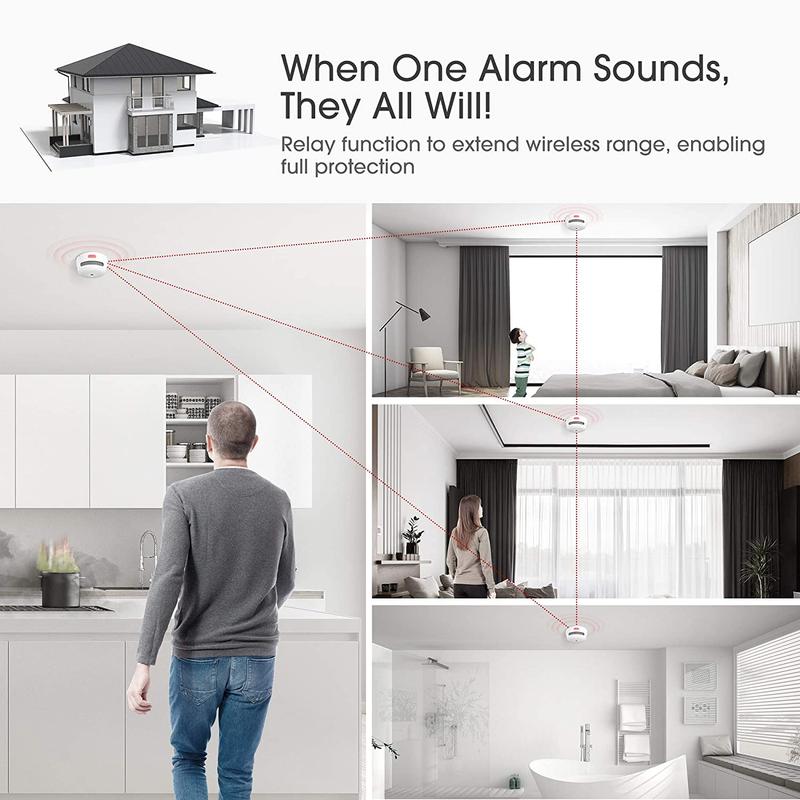 When One Alarm Sounds,
They All Will!
Relay function to extend wireless range, enabling
full protection